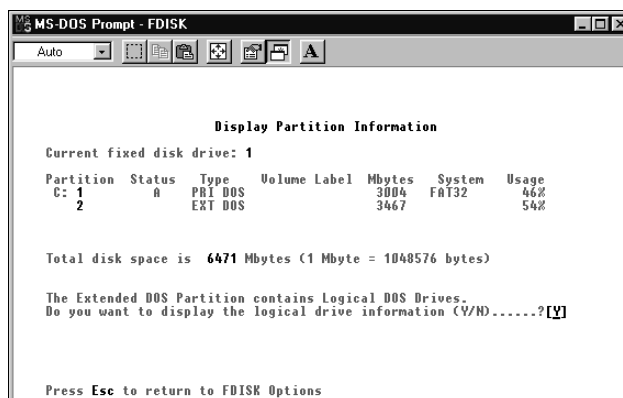 MS-DOS Prompt - FDISK
Auto
A
Display Partition Information
Current fixed disk drive: 1
Partition  Status   Type    Volume Label  Mbytes   System   Usage
C: 1         A    PRI DOS                 3004   FAT32      46%
2              EXT DOS                 3467              54%
Total disk space is  6471 Mbytes (1 Mbyte = 1048576 bytes)
The Extended DOS Partition contains Logical DOS Drives.
Do you want to display the logical drive information (Y/N)......?[Y]
Press Esc to return to FDISK Options